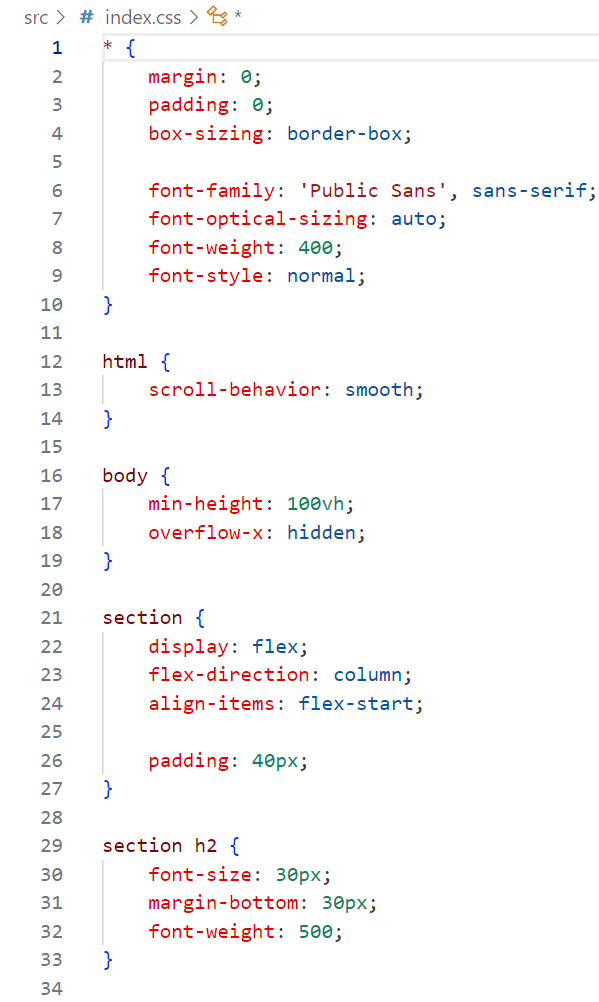 src > # index.css > *
1 * {
2     margin: 0;
3     padding: 0;
4     box-sizing: border-box;
5
6     font-family: 'Public Sans', sans-serif;
7     font-optical-sizing: auto;
8     font-weight: 400;
9     font-style: normal;
10 }
11
12 html {
13     scroll-behavior: smooth;
14 }
15
16 body {
17     min-height: 100vh;
18     overflow-x: hidden;
19 }
20
21 section {
22     display: flex;
23     flex-direction: column;
24     align-items: flex-start;
25
26     padding: 40px;
27 }
28
29 section h2 {
30     font-size: 30px;
31     margin-bottom: 30px;
32     font-weight: 500;
33 }
34